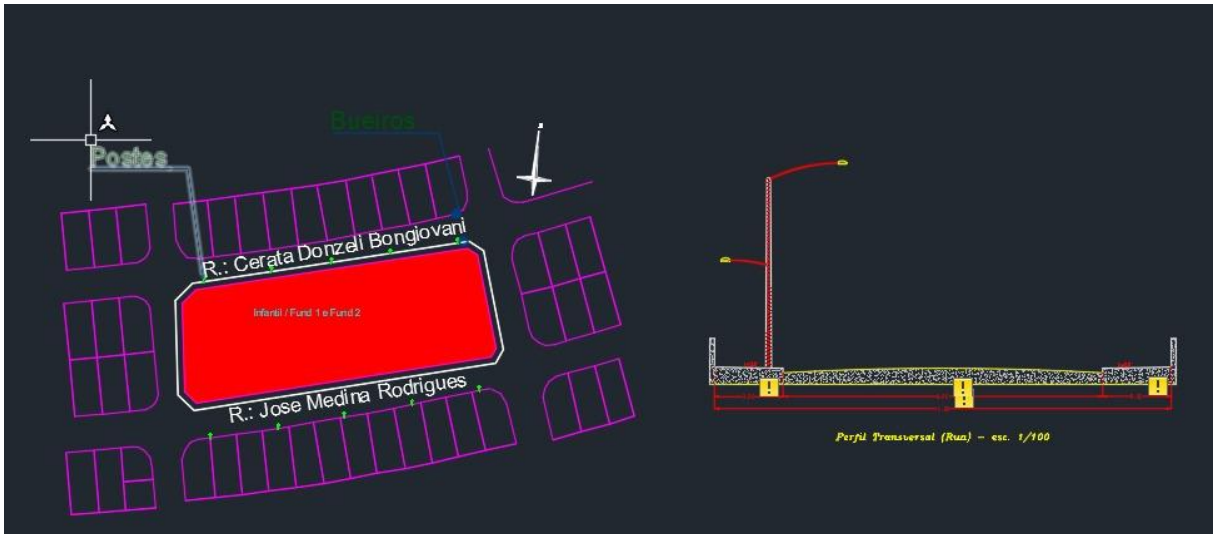 Bueiros
Postes
R.: Cerata Donzeli Bongiovani
Infantil / Fund 1 e Fund 2
R.: Jose Medina Rodrigues
Perfil Transversal (Rua) - esc. 1/100